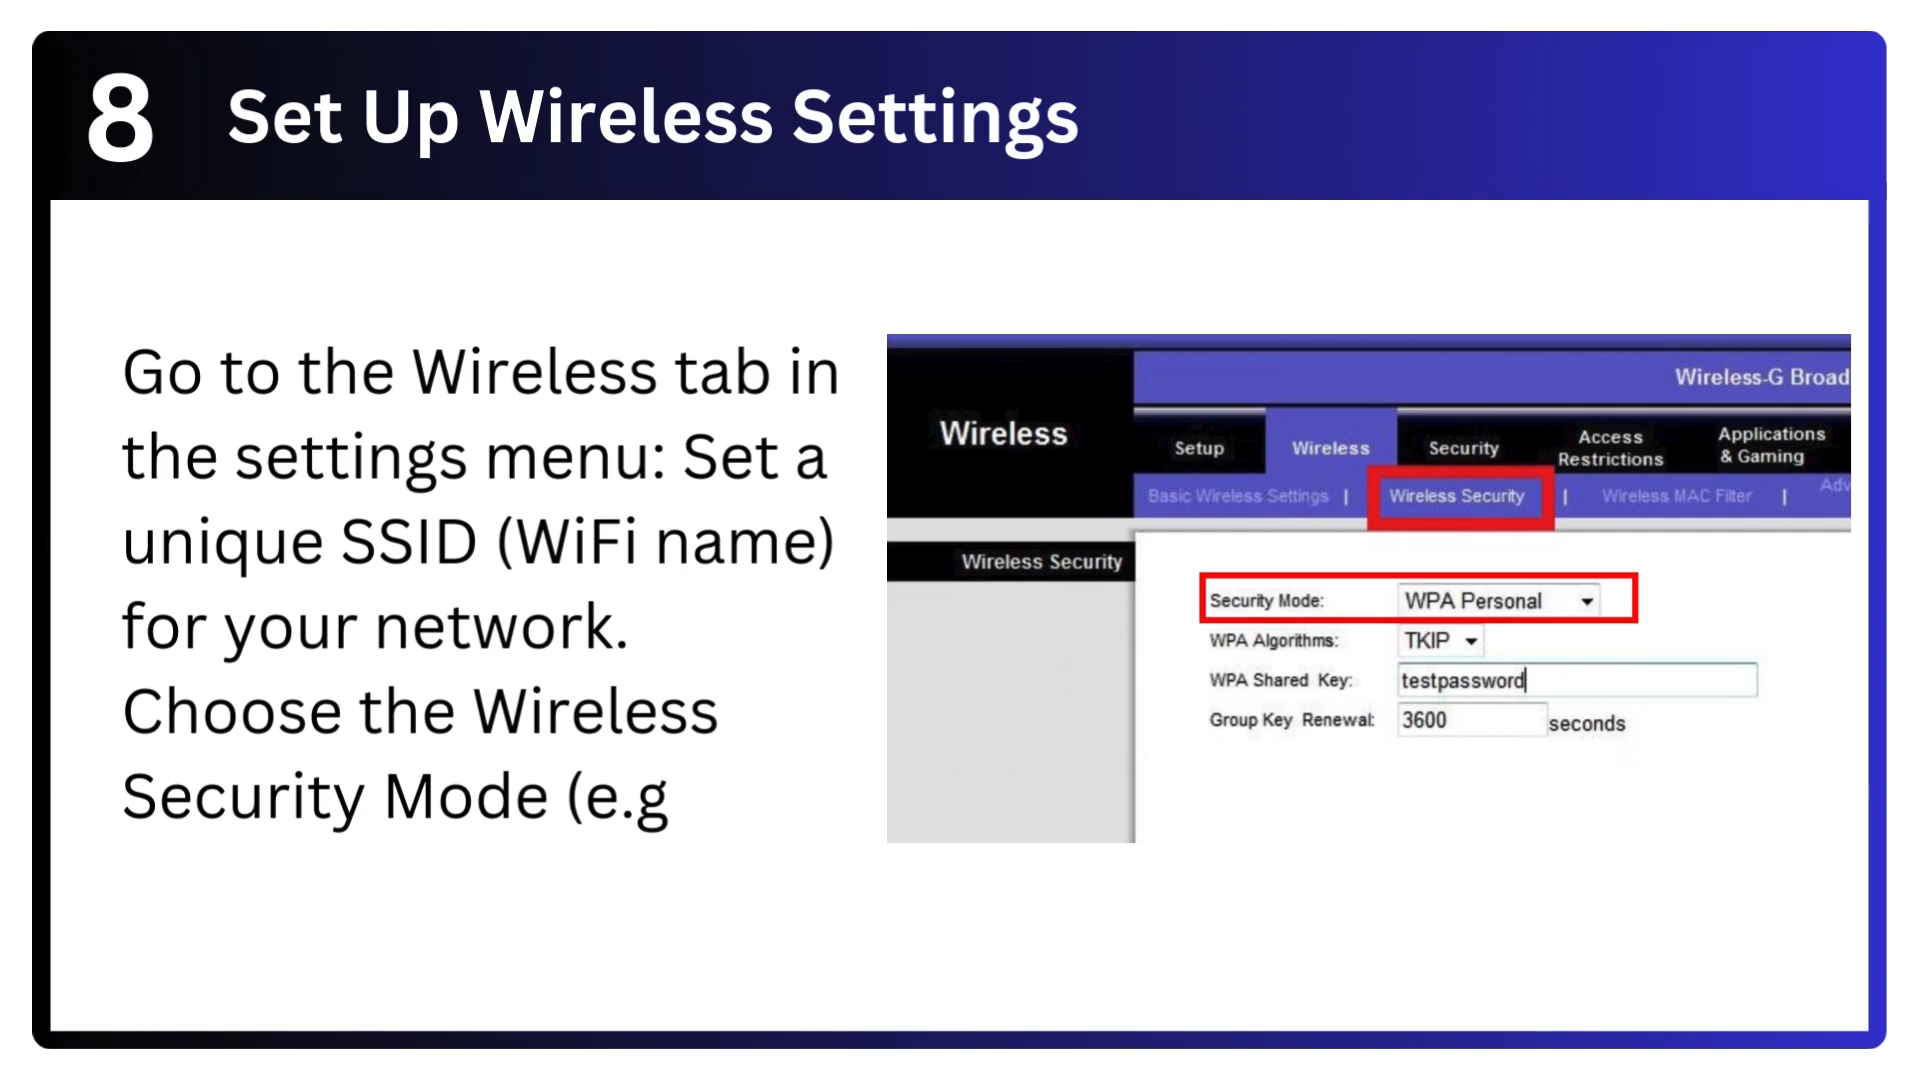 8 Set Up Wireless Settings
Go to the Wireless tab in
the settings menu: Set a
unique SSID (WiFi name)
for your network.
Choose the Wireless
Security Mode (e.g
Wireless-G Broad
Wireless
Setup Wireless Security Access Restrictions Applications & Gaming
Basic Wireless Settings | Wireless Security | Wireless MAC Filter | Adv
Wireless Security
Security Mode: WPA Personal
WPA Algorithms: TKIP
WPA Shared Key: testpassword
Group Key Renewal: 3600 seconds